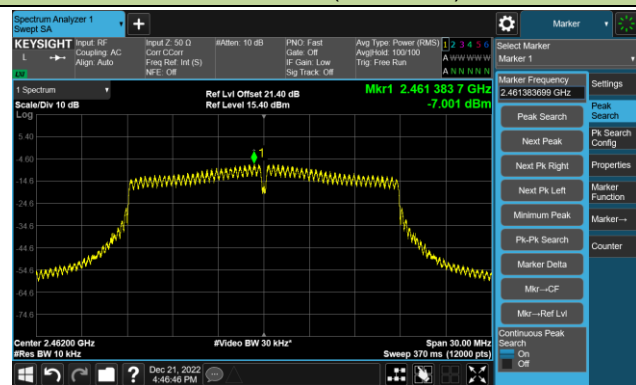 Spectrum Analyzer 1
Swept SA
Marker
KEYSIGHT
L
Input: RF
Coupling: AC
Align: Auto
Input Z: 50 Ω
Corr CCorr
Freq Ref: Int (S)
NFE: Off
#Atten: 10 dB
PNO: Fast
Gate: Off
IF Gain: Low
Sig Track: Off
Avg Type: Power (RMS)
Avg|Hold: 100/100
Trig: Free Run
1 2 3 4 5 6
A W W W W W
A N N N N N
Select Marker
Marker 1
1 Spectrum
Scale/Div 10 dB
Log
Ref Lvl Offset 21.40 dB
Ref Level 15.40 dBm
Mkr1 2.461 383 7 GHz
-7.001 dBm
5.40
-4.60
-14.6
-24.6
-34.6
-44.6
-54.6
-64.6
-74.6
1
Center 2.46200 GHz
#Res BW 10 kHz
#Video BW 30 kHz*
Span 30.00 MHz
Sweep 370 ms (12000 pts)
Marker Frequency
2.461383699 GHz
Peak Search
Next Peak
Next Pk Right
Next Pk Left
Minimum Peak
Pk-Pk Search
Marker Delta
Mkr→CF
Mkr→Ref Lvl
Continuous Peak
Search
On
Off
Settings
Peak
Search
Pk Search
Config
Properties
Marker
Function
Marker→
Counter
?
Dec 21, 2022
4:46:46 PM